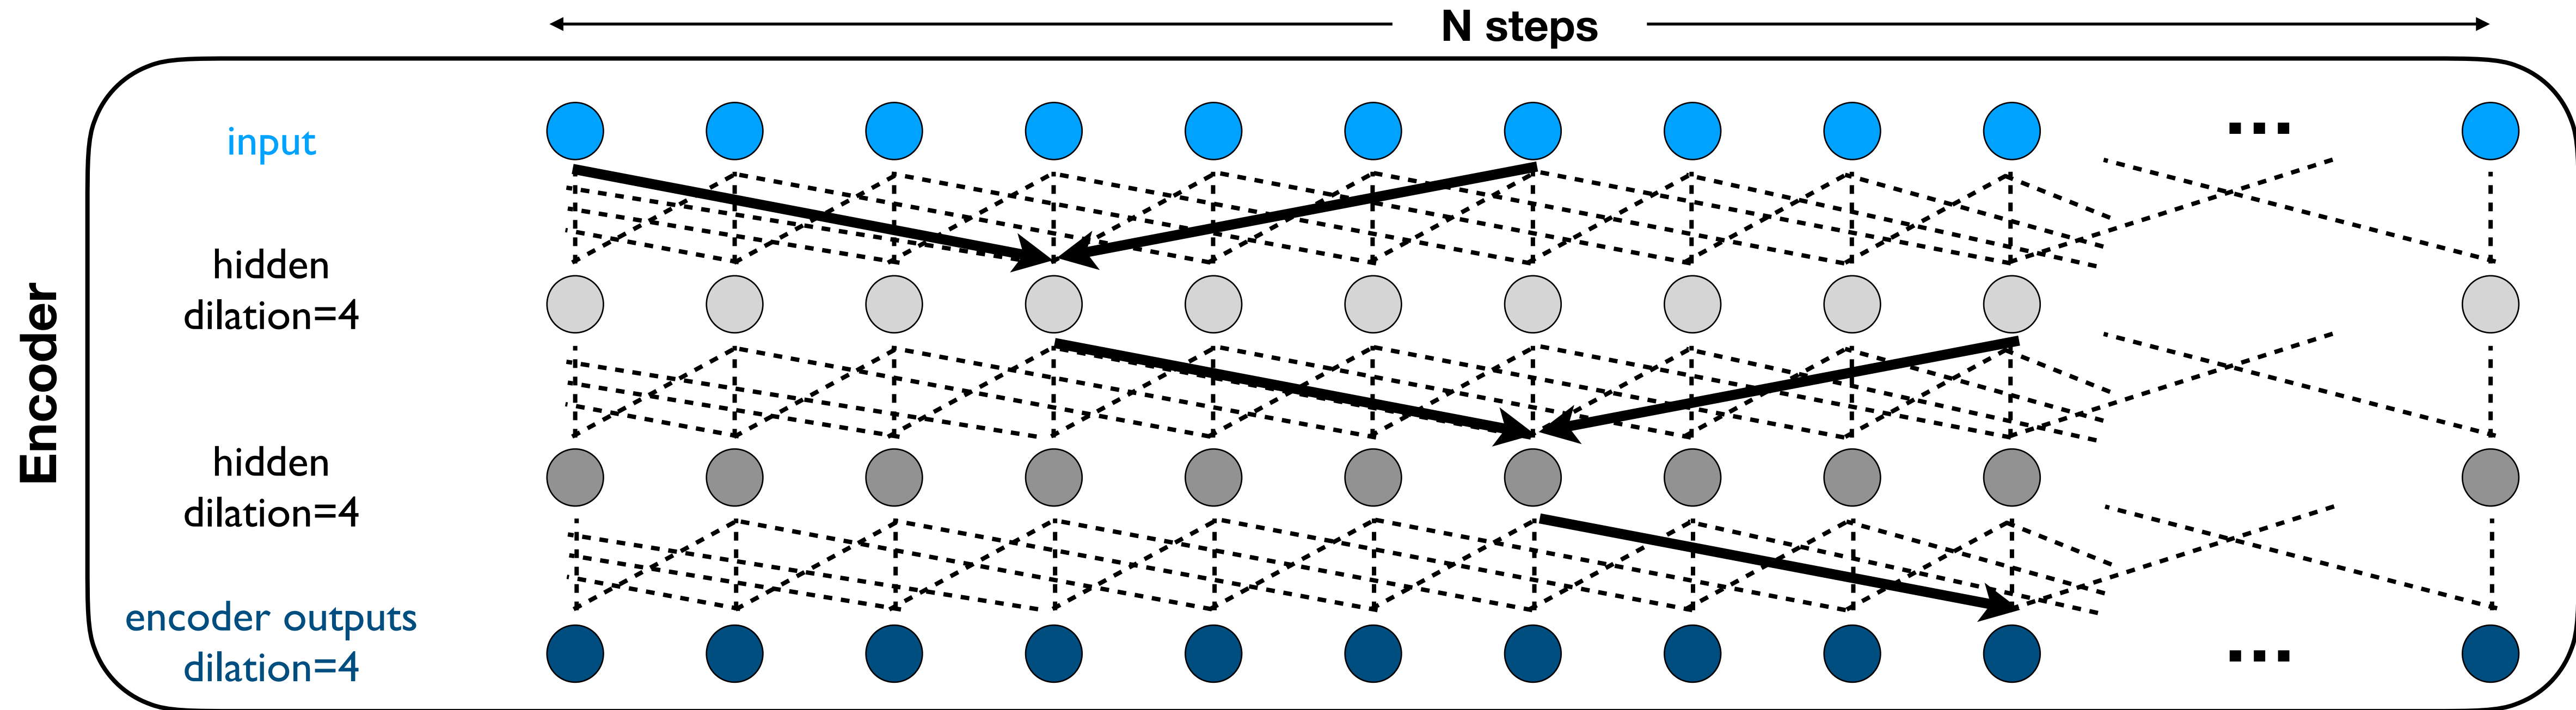 N steps
Encoder
input
hidden
dilation=4
hidden
dilation=4
encoder outputs
dilation=4